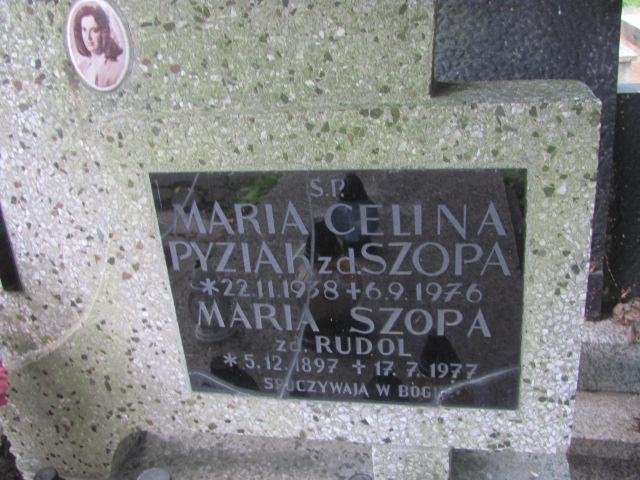 Ś.P.
MARIA CELINA
PYZIAK zd. SZOPA
*22.11.1938 + 6.9.1976
MARIA SZOPA
zd. RUDOL
*5.12.1897 + 17.7.1977
SPOCZYWAJĄ W BOGU